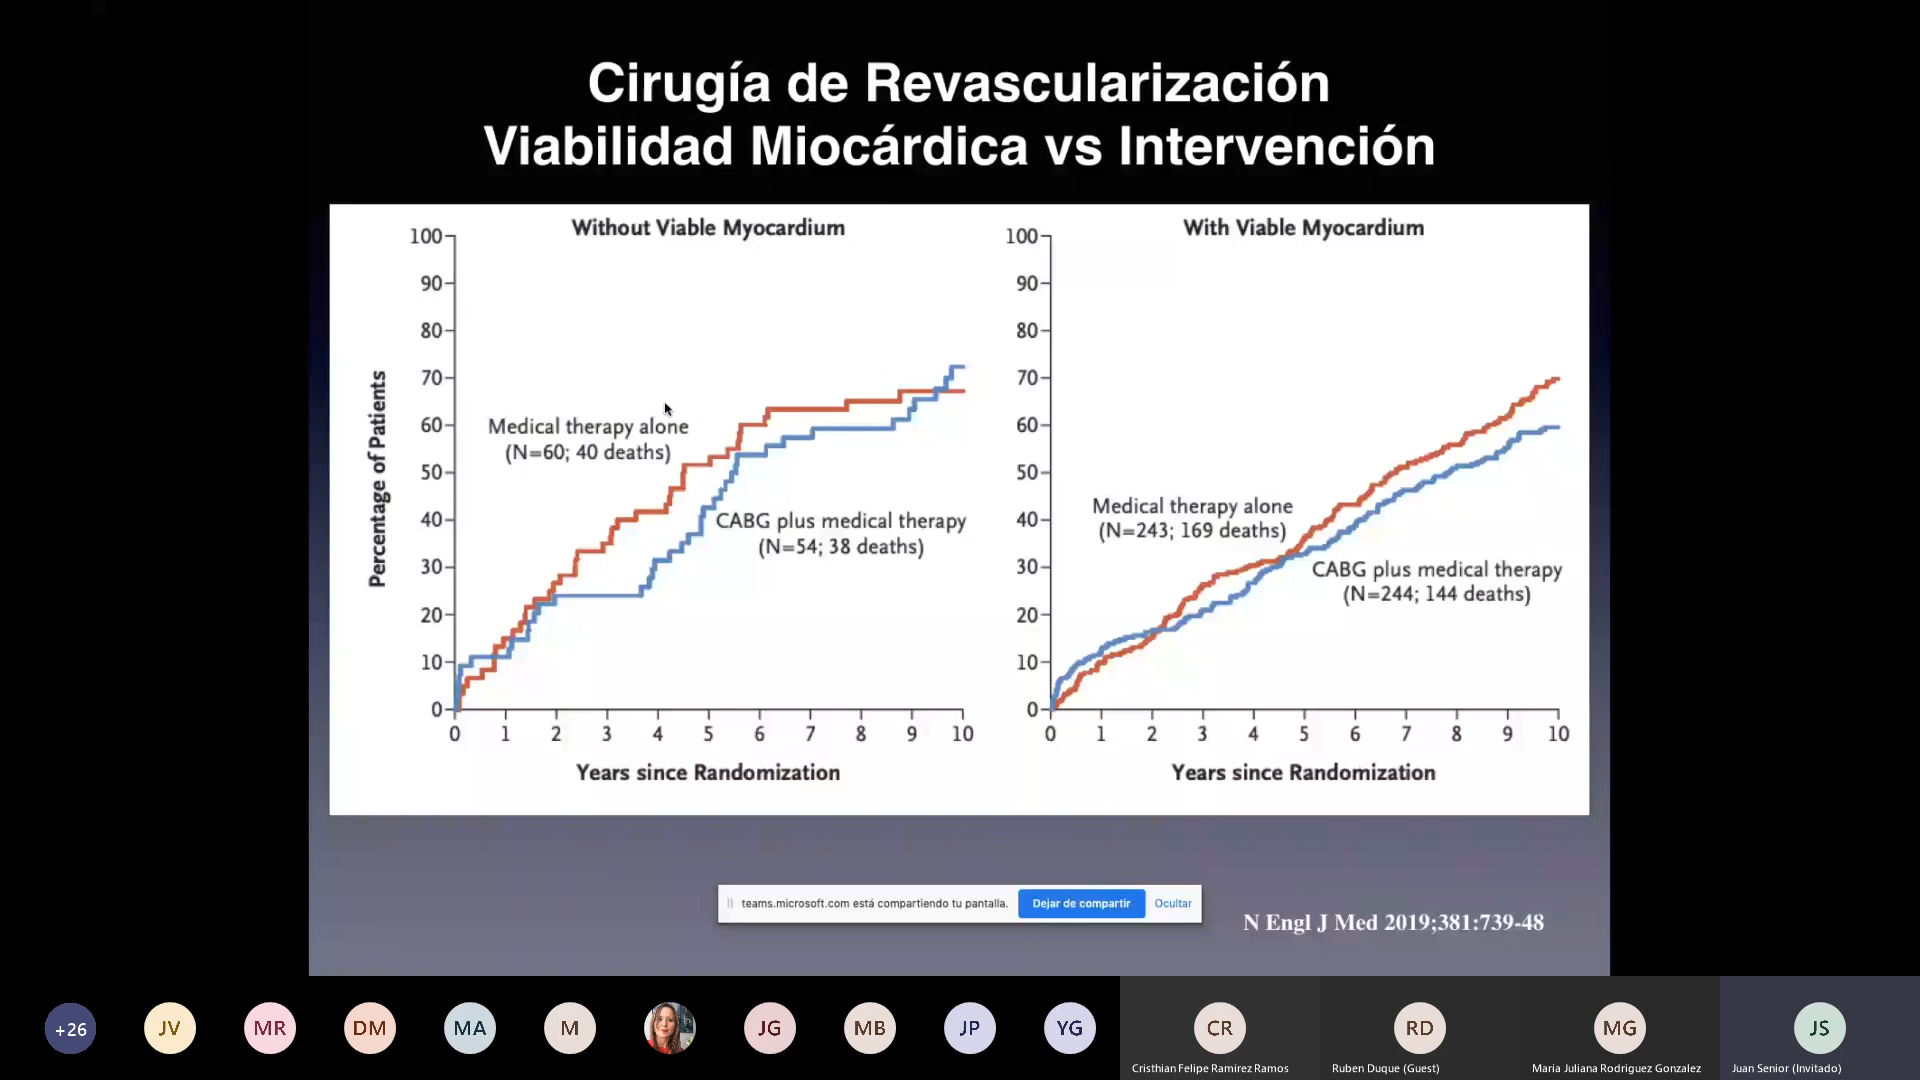 Cirugía de Revascularización
Viabilidad Miocárdica vs Intervención
Without Viable Myocardium
With Viable Myocardium
Percentage of Patients
100
90
80
70
60
50
40
30
20
10
0
Medical therapy alone
(N=60; 40 deaths)
CABG plus medical therapy
(N=54; 38 deaths)
0 1 2 3 4 5 6 7 8 9 10
Years since Randomization
100
90
80
70
60
50
40
30
20
10
0
Medical therapy alone
(N=243; 169 deaths)
CABG plus medical therapy
(N=244; 144 deaths)
0 1 2 3 4 5 6 7 8 9 10
Years since Randomization
teams.microsoft.com está compartiendo tu pantalla. Dejar de compartir Ocultar
N Engl J Med 2019;381:739-48
+26 JV MR DM MA M JG MB JP YG CR RD MG JS
Cristhian Felipe Ramirez Ramos
Ruben Duque (Guest)
Maria Juliana Rodriguez Gonzalez
Juan Senior (Invitado)